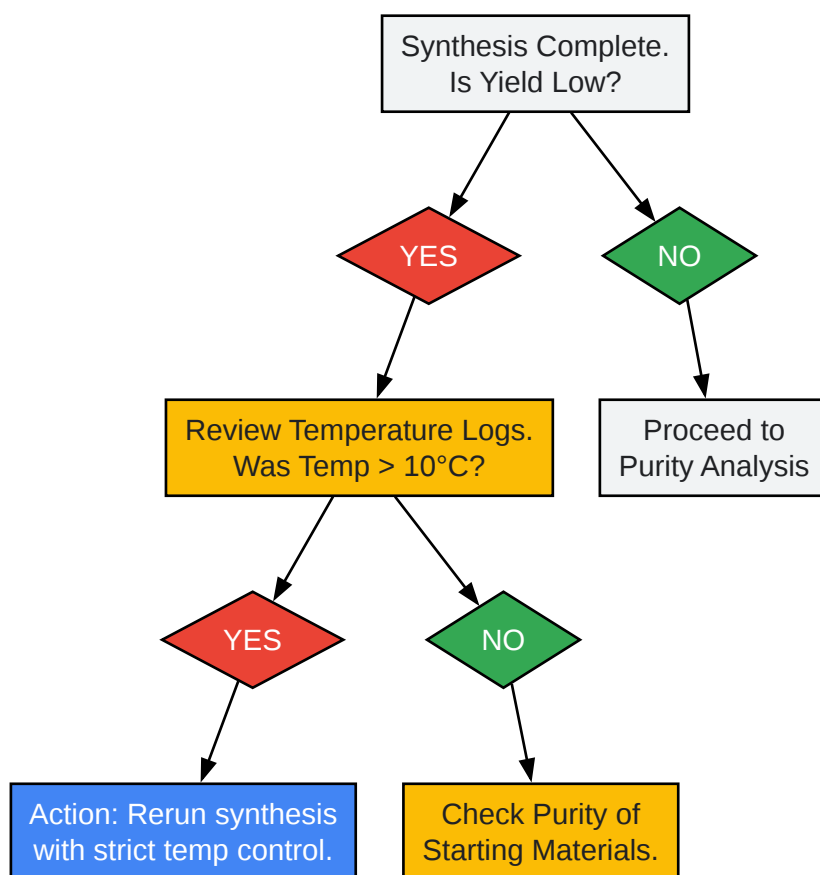 Synthesis Complete.
Is Yield Low?
YES
NO
Review Temperature Logs.
Was Temp > 10°C?
Proceed to
Purity Analysis
YES
NO
Action: Rerun synthesis
with strict temp control.
Check Purity of
Starting Materials.